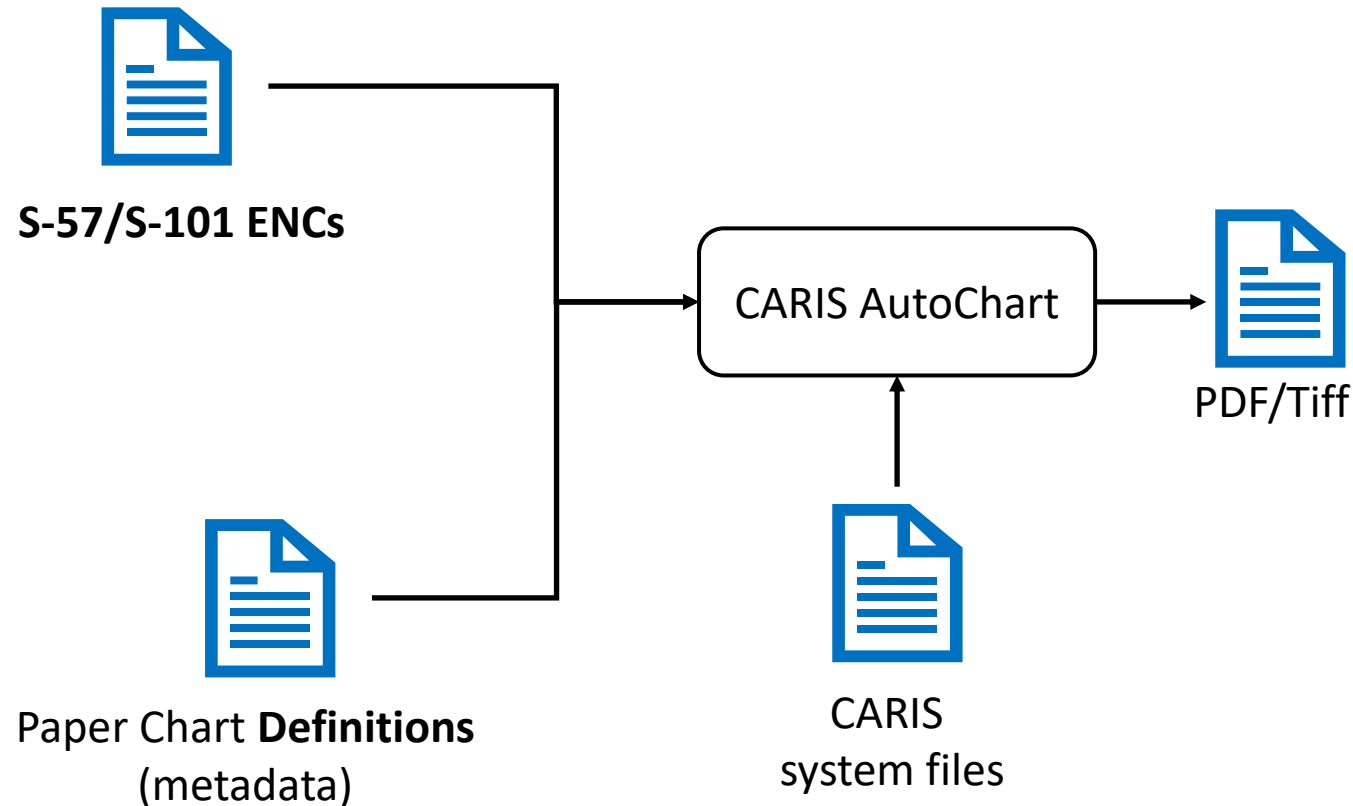 S-57/S-101 ENCs
CARIS AutoChart
PDF/Tiff
Paper Chart Definitions
(metadata)
CARIS
system files